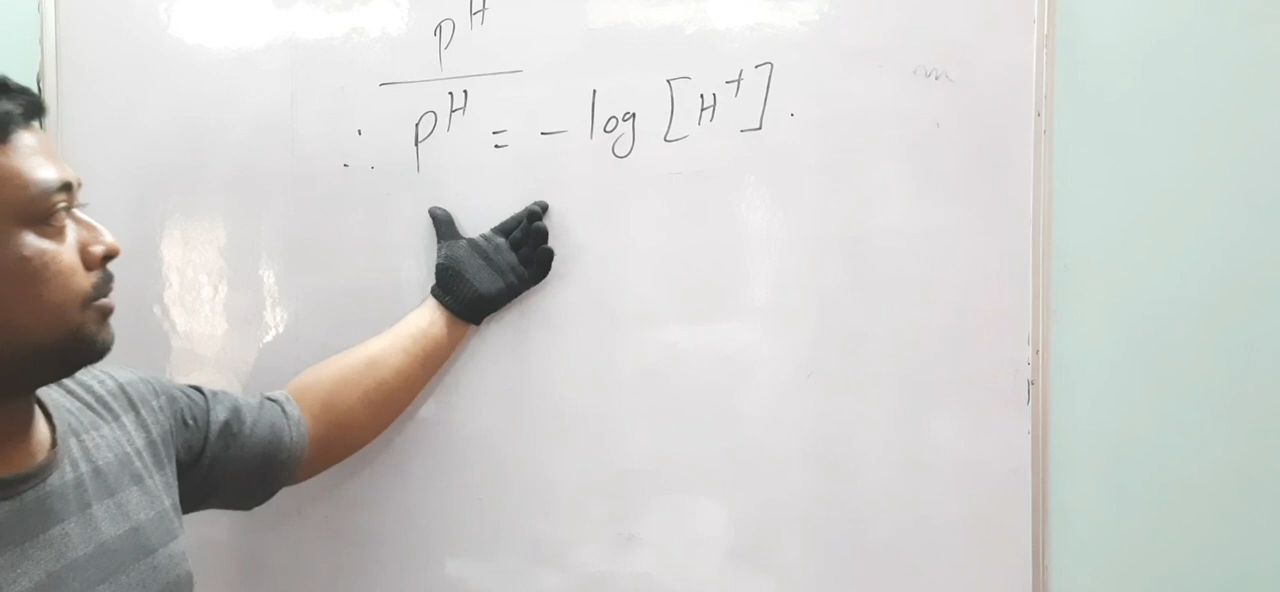 pH
∴ pH = - log [H⁺].